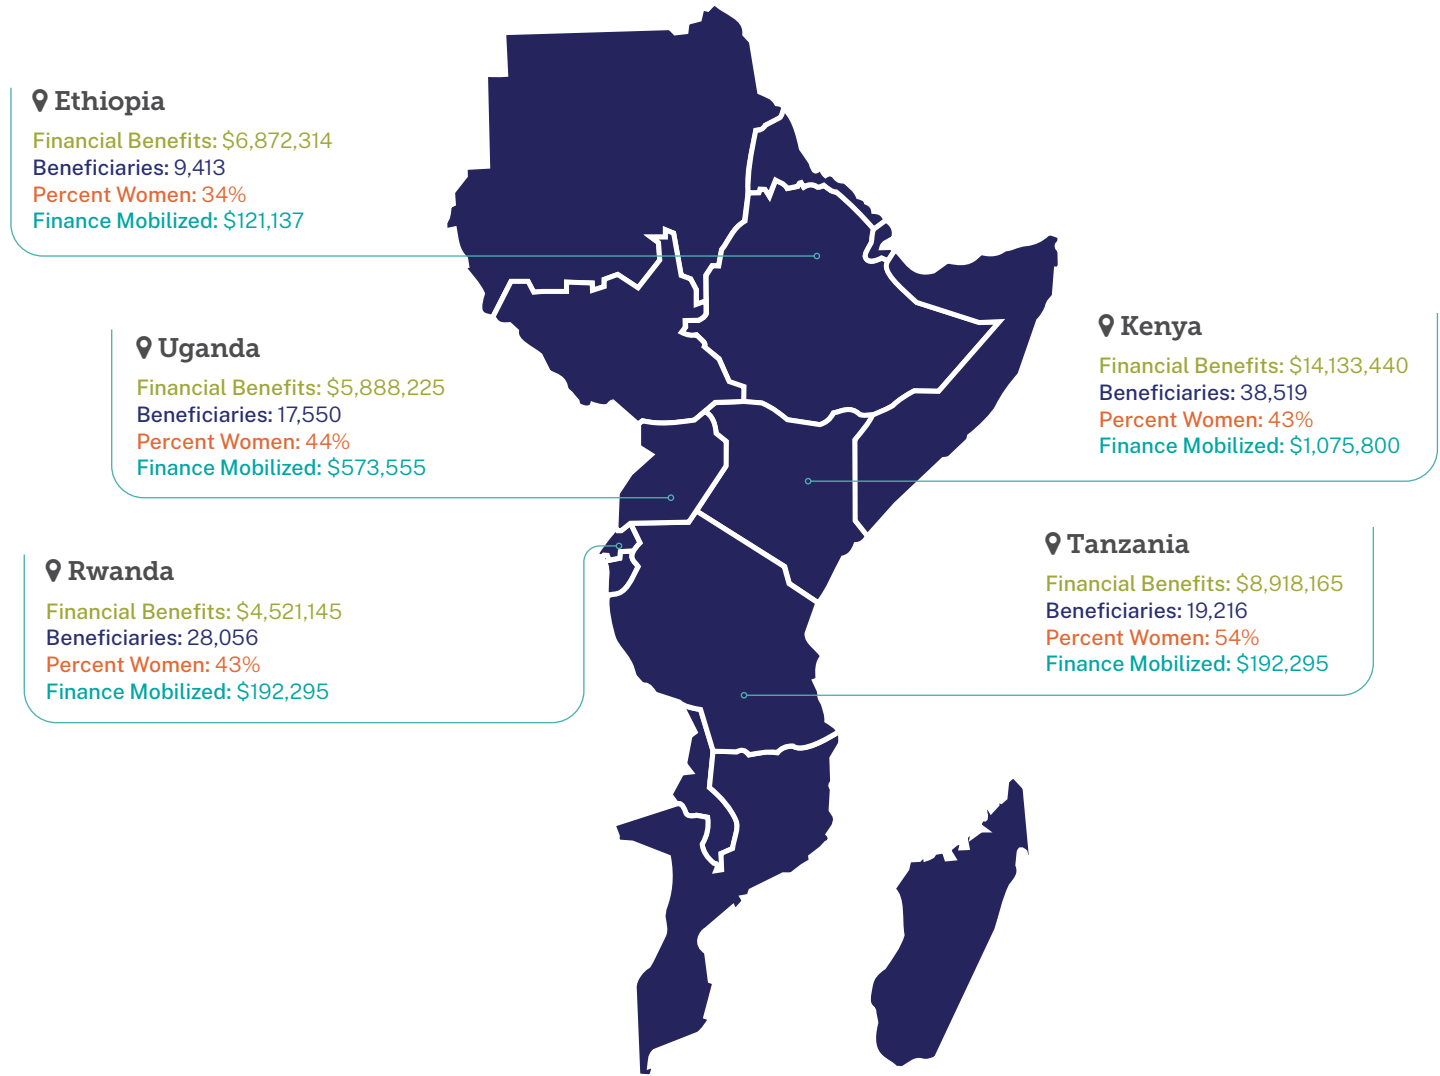 Ethiopia
Financial Benefits: $6,872,314
Beneficiaries: 9,413
Percent Women: 34%
Finance Mobilized: $121,137
Uganda
Financial Benefits: $5,888,225
Beneficiaries: 17,550
Percent Women: 44%
Finance Mobilized: $573,555
Rwanda
Financial Benefits: $4,521,145
Beneficiaries: 28,056
Percent Women: 43%
Finance Mobilized: $192,295
Kenya
Financial Benefits: $14,133,440
Beneficiaries: 38,519
Percent Women: 43%
Finance Mobilized: $1,075,800
Tanzania
Financial Benefits: $8,918,165
Beneficiaries: 19,216
Percent Women: 54%
Finance Mobilized: $192,295